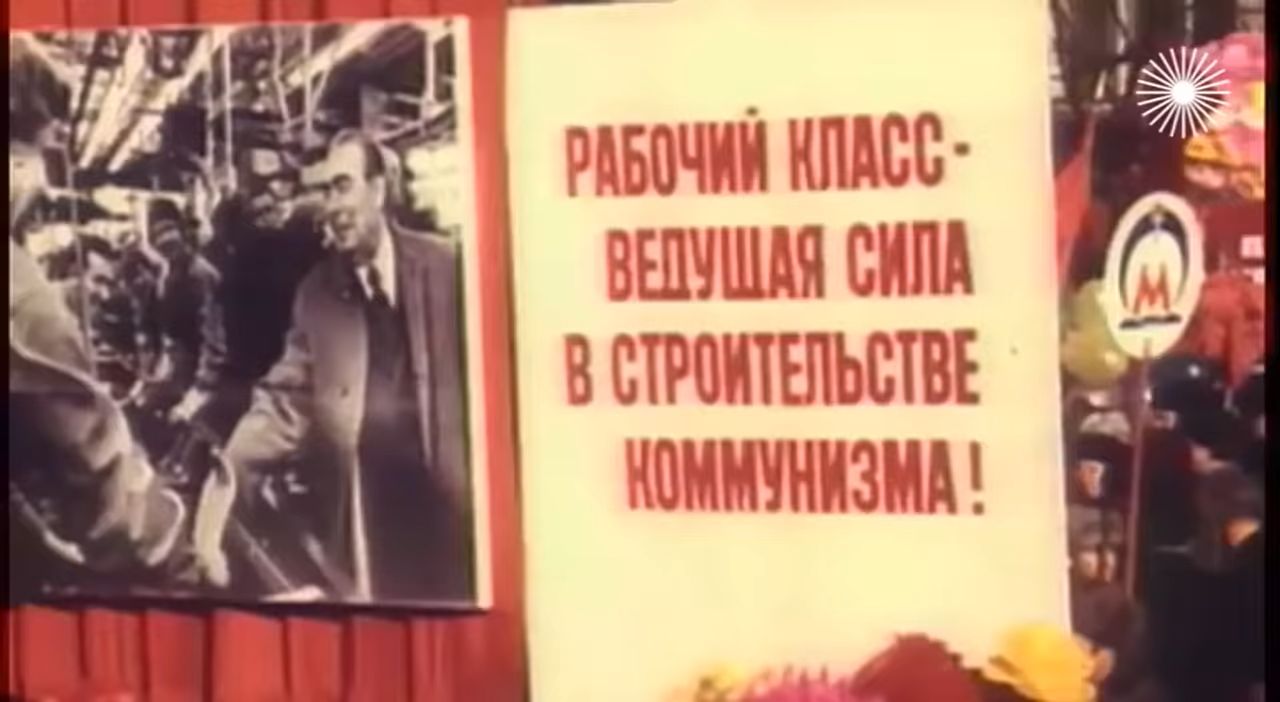 РАБОЧИЙ КЛАСС-
ВЕДУЩАЯ СИЛА
В СТРОИТЕЛЬСТВЕ
КОММУНИЗМА!
М